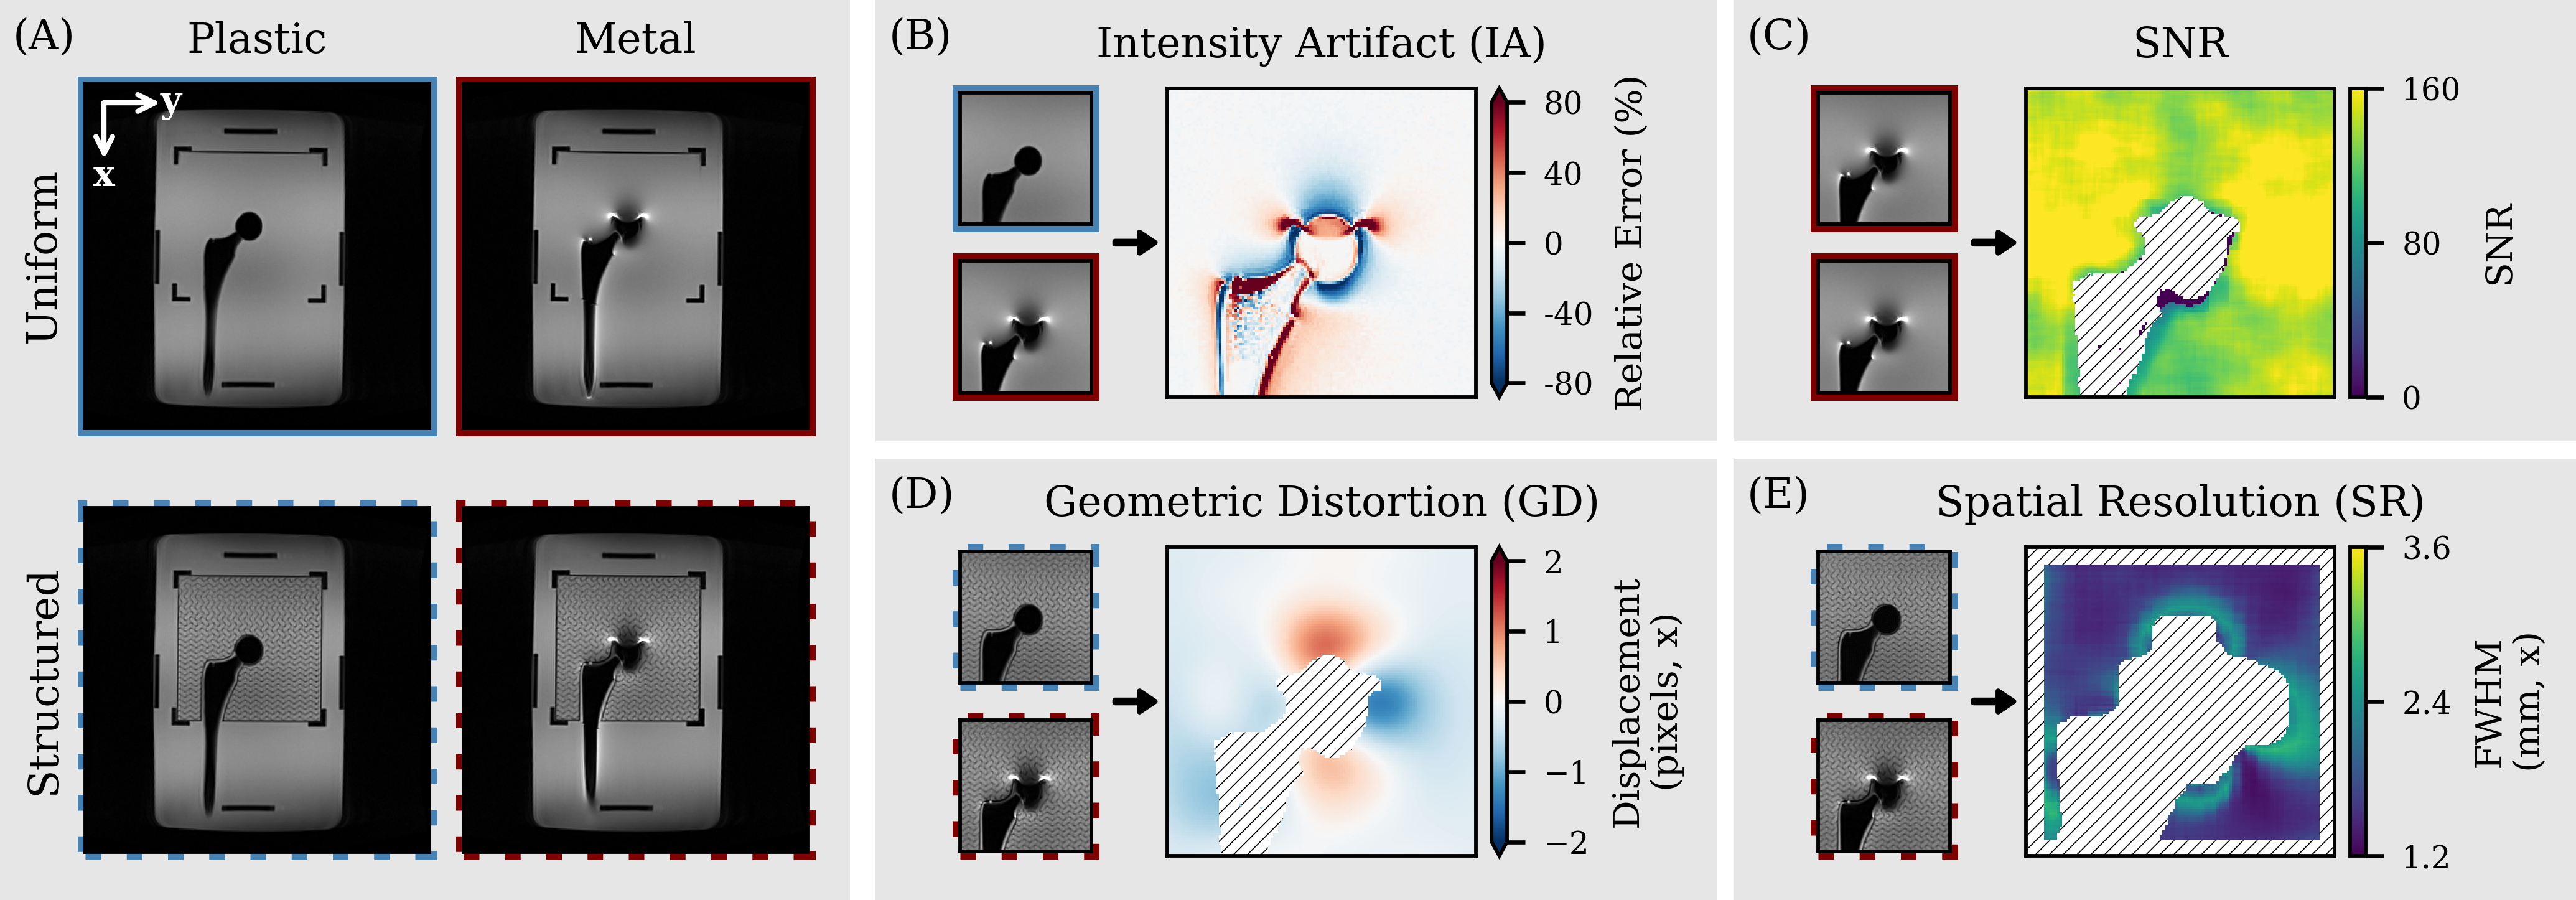 (A)
Plastic
Metal
Uniform
y
x
Structured
(B)
Intensity Artifact (IA)
80
40
0
-40
-80
Relative Error (%)
(C)
SNR
160
80
0
SNR
(D)
Geometric Distortion (GD)
2
1
0
−1
−2
Displacement
(pixels, x)
(E)
Spatial Resolution (SR)
3.6
2.4
1.2
FWHM
(mm, x)